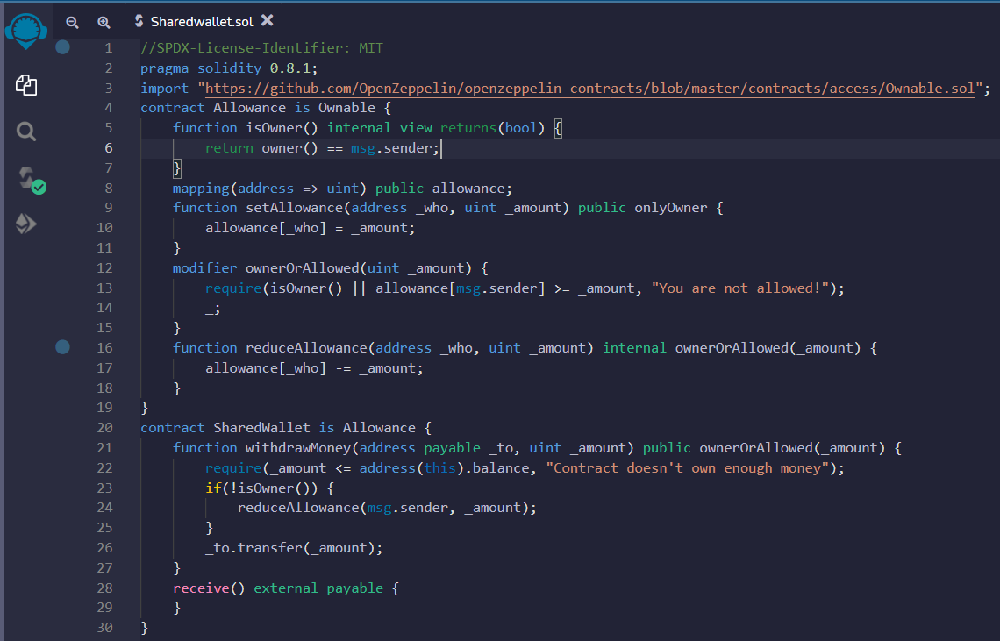 Sharedwallet.sol
1 //SPDX-License-Identifier: MIT
2 pragma solidity 0.8.1;
3 import "https://github.com/OpenZeppelin/openzeppelin-contracts/blob/master/contracts/access/Ownable.sol";
4 contract Allowance is Ownable {
5 function isOwner() internal view returns(bool) {
6 return owner() == msg.sender;
7 }
8 mapping(address => uint) public allowance;
9 function setAllowance(address _who, uint _amount) public onlyOwner {
10 allowance[_who] = _amount;
11 }
12 modifier ownerOrAllowed(uint _amount) {
13 require(isOwner() || allowance[msg.sender] >= _amount, "You are not allowed!");
14 _;
15 }
16 function reduceAllowance(address _who, uint _amount) internal ownerOrAllowed(_amount) {
17 allowance[_who] -= _amount;
18 }
19 }
20 contract SharedWallet is Allowance {
21 function withdrawMoney(address payable _to, uint _amount) public ownerOrAllowed(_amount) {
22 require(_amount <= address(this).balance, "Contract doesn't own enough money");
23 if(!isOwner()) {
24 reduceAllowance(msg.sender, _amount);
25 }
26 _to.transfer(_amount);
27 }
28 receive() external payable {
29 }
30 }